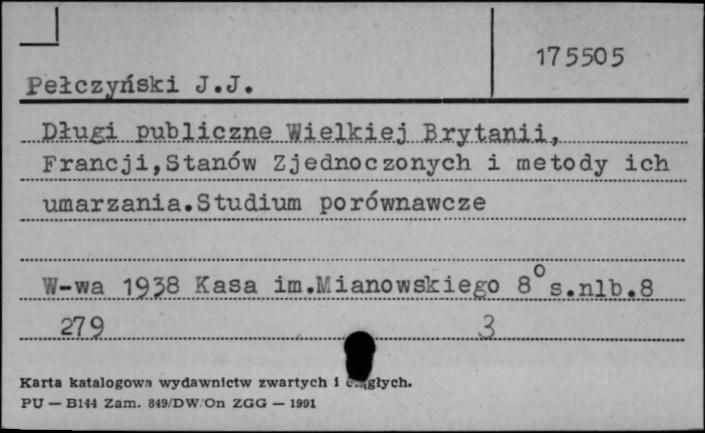 175505
Pełczyński J.J.
Długi publiczne Wielkiej Brytanii,
Francji,Stanów Zjednoczonych i metody ich
umarzania.Studium porównawcze
W-wa 1938 Kasa im.Mianowskiego 8° s.nlb.8
279 3
Karta katalogowa wydawnictw zwartych i ciągłych.
PU — B144 Zam. 849/DW/On ZGG — 1991